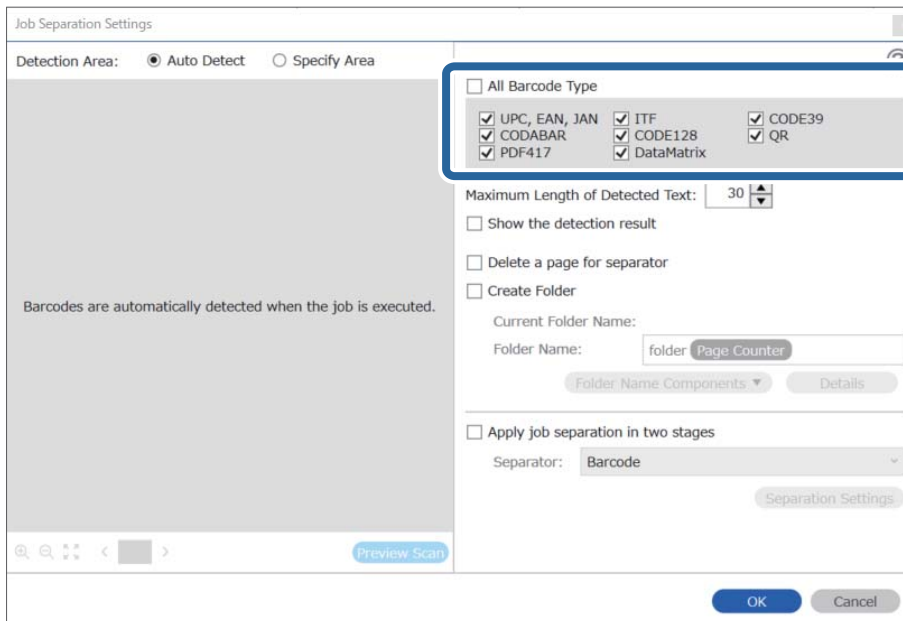 Job Separation Settings
Detection Area: Auto Detect Specify Area
All Barcode Type
UPC, EAN, JAN ITF CODE39
CODABAR CODE128 QR
PDF417 DataMatrix
Maximum Length of Detected Text: 30
Show the detection result
Delete a page for separator
Create Folder
Barcodes are automatically detected when the job is executed.
Current Folder Name:
Folder Name: folder Page Counter
Folder Name Components Details
Apply job separation in two stages
Separator: Barcode
Separation Settings
Preview Scan
OK Cancel